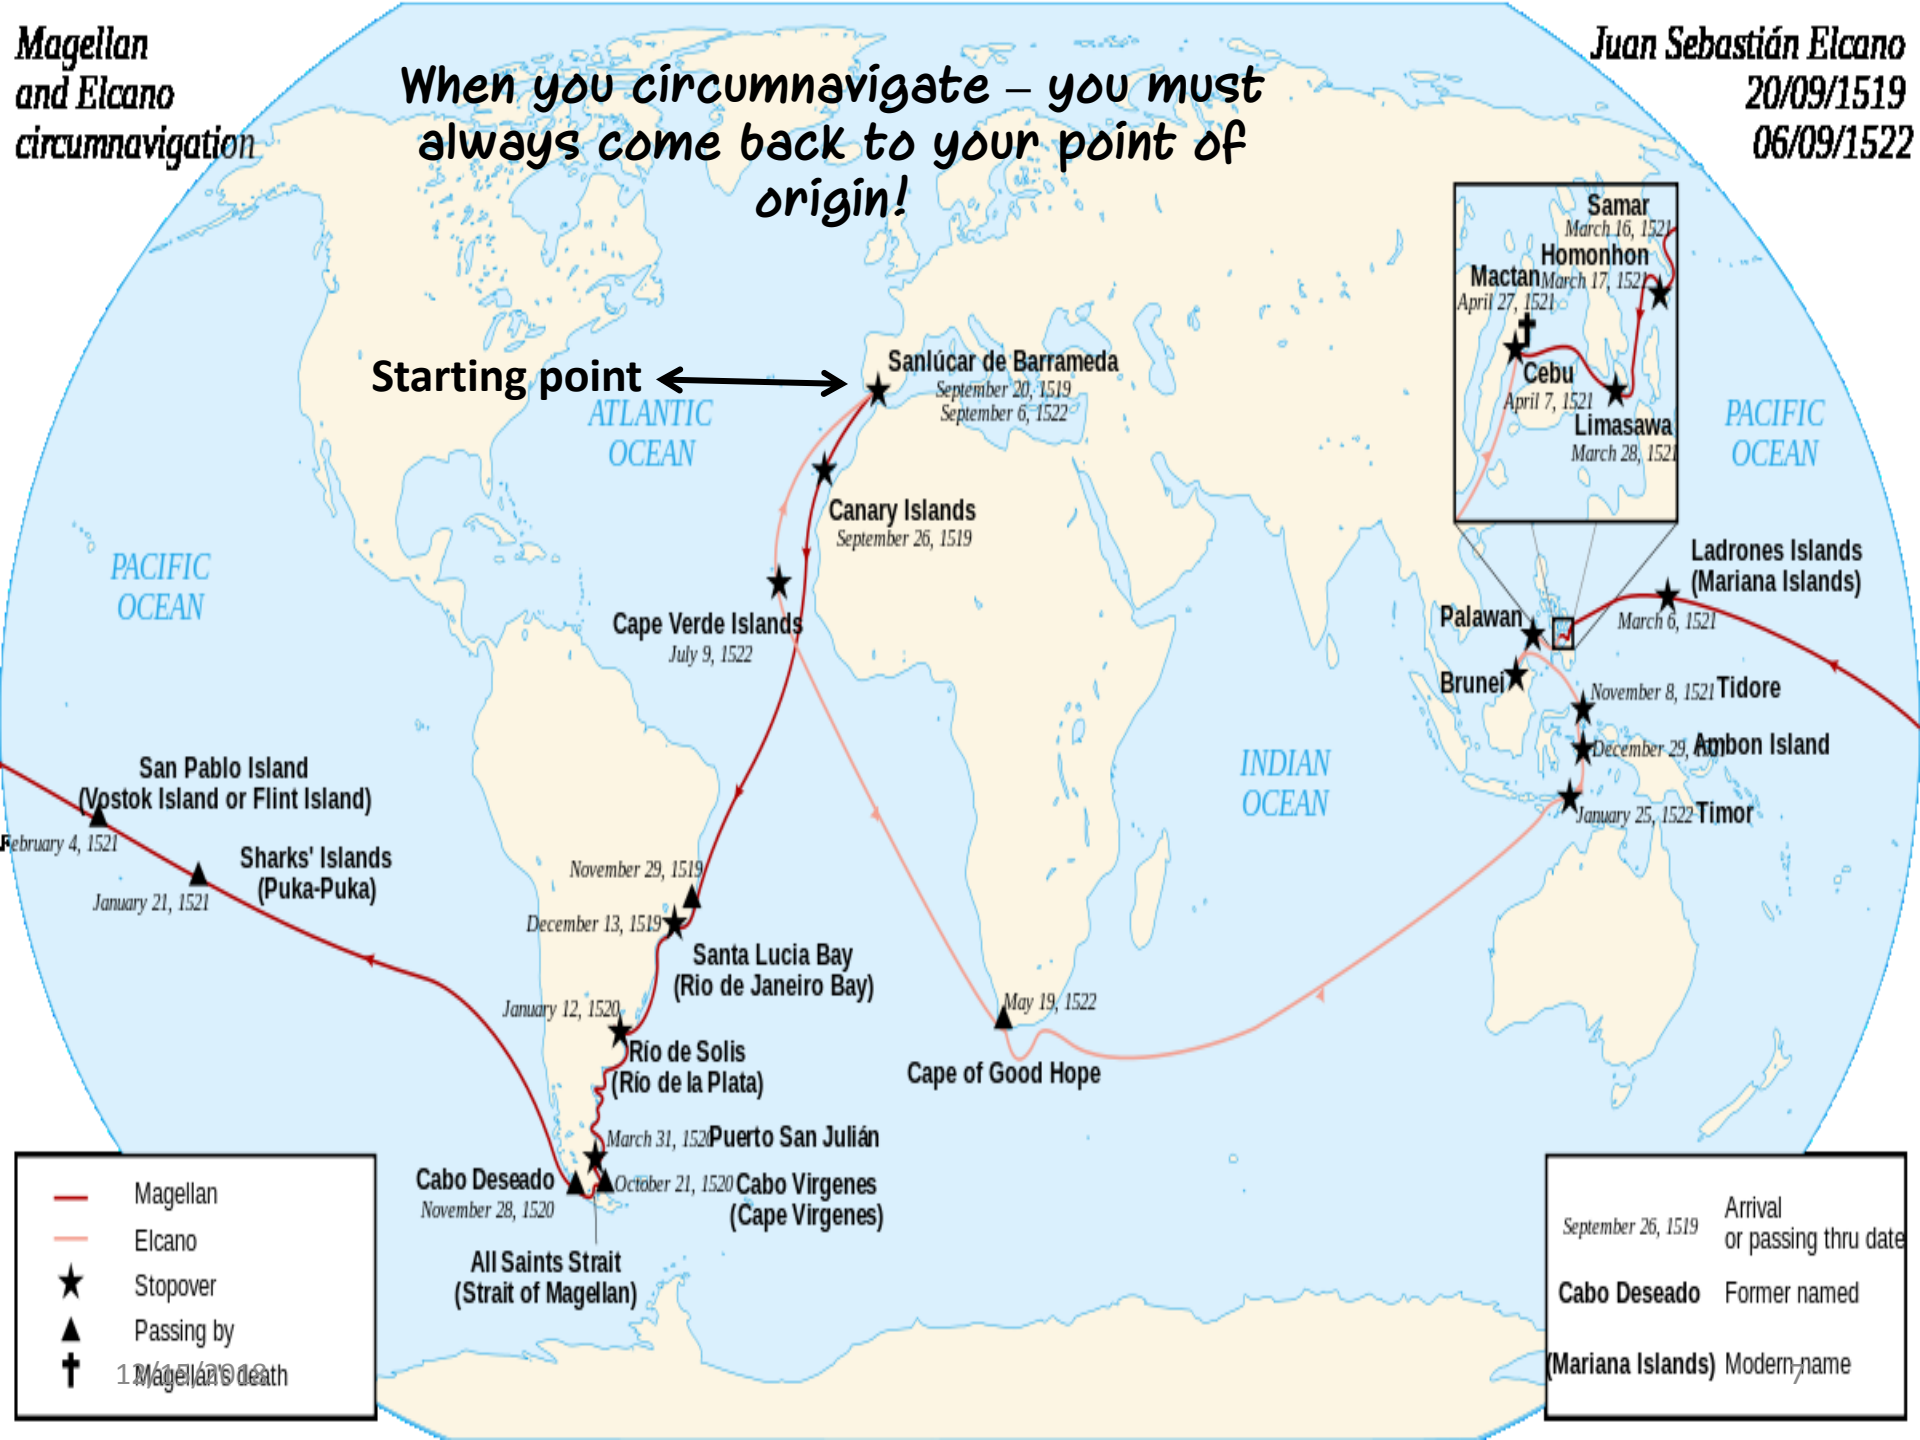 Magellan
and Elcano
circumnavigation
When you circumnavigate – you must
always come back to your point of
origin!
Juan Sebastián Elcano
20/09/1519
06/09/1522
Samar
March 16, 1521
Homonhon
March 17, 1521
Mactan
April 27, 1521
Cebu
April 7, 1521
Limasawa
March 28, 1521
Starting point
Sanlúcar de Barrameda
September 20, 1519
September 6, 1522
ATLANTIC
OCEAN
PACIFIC
OCEAN
Canary Islands
September 26, 1519
PACIFIC
OCEAN
Cape Verde Islands
July 9, 1522
Ladrones Islands
(Mariana Islands)
March 6, 1521
Palawan
Brunei
November 8, 1521 Tidore
December 29, Ambon Island
January 25, 1522 Timor
INDIAN
OCEAN
San Pablo Island
(Vostok Island or Flint Island)
February 4, 1521
Sharks' Islands
(Puka-Puka)
January 21, 1521
November 29, 1519
December 13, 1519
Santa Lucia Bay
(Rio de Janeiro Bay)
January 12, 1520
Río de Solis
(Río de la Plata)
May 19, 1522
Cape of Good Hope
March 31, 1520 Puerto San Julián
Cabo Deseado
November 28, 1520
October 21, 1520 Cabo Virgenes
(Cape Virgenes)
All Saints Strait
(Strait of Magellan)
Magellan
Elcano
Stopover
Passing by
Magellan's death
12/15/2018
September 26, 1519 Arrival
or passing thru date
Cabo Deseado Former named
(Mariana Islands) Modern name
7